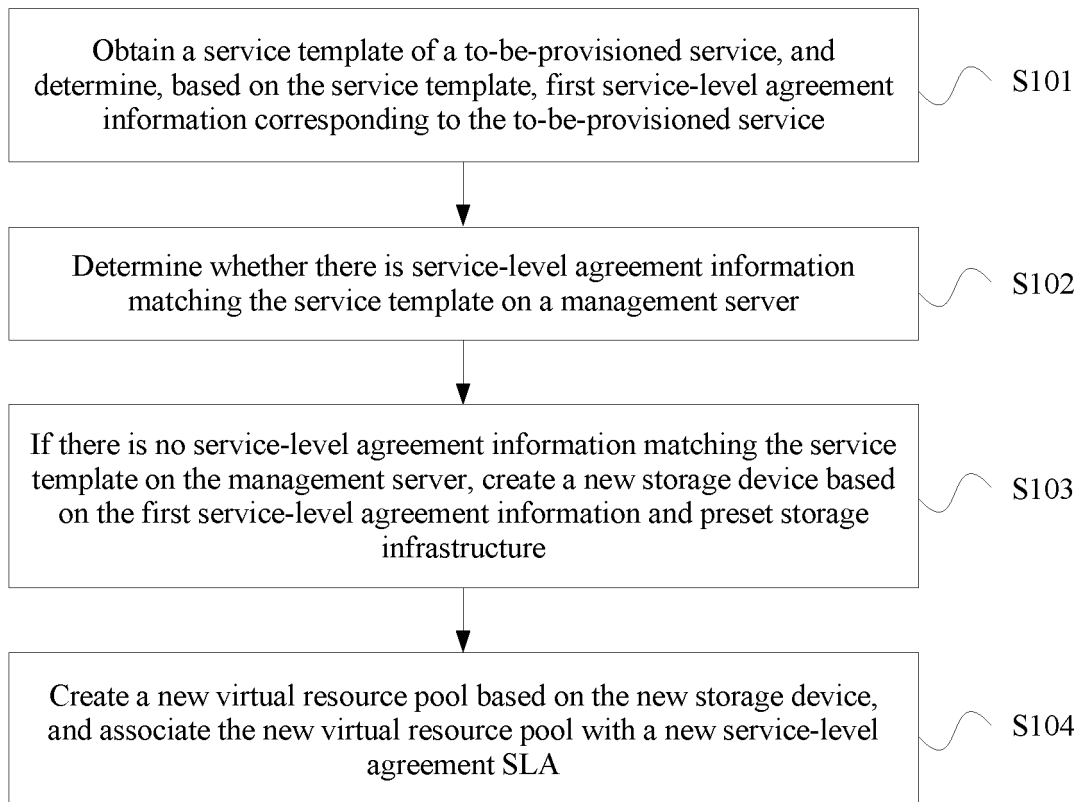 Obtain a service template of a to-be-provisioned service, and
determine, based on the service template, first service-level agreement
information corresponding to the to-be-provisioned service
S101
Determine whether there is service-level agreement information
matching the service template on a management server
S102
If there is no service-level agreement information matching the service
template on the management server, create a new storage device based
on the first service-level agreement information and preset storage
infrastructure
S103
Create a new virtual resource pool based on the new storage device,
and associate the new virtual resource pool with a new service-level
agreement SLA
S104